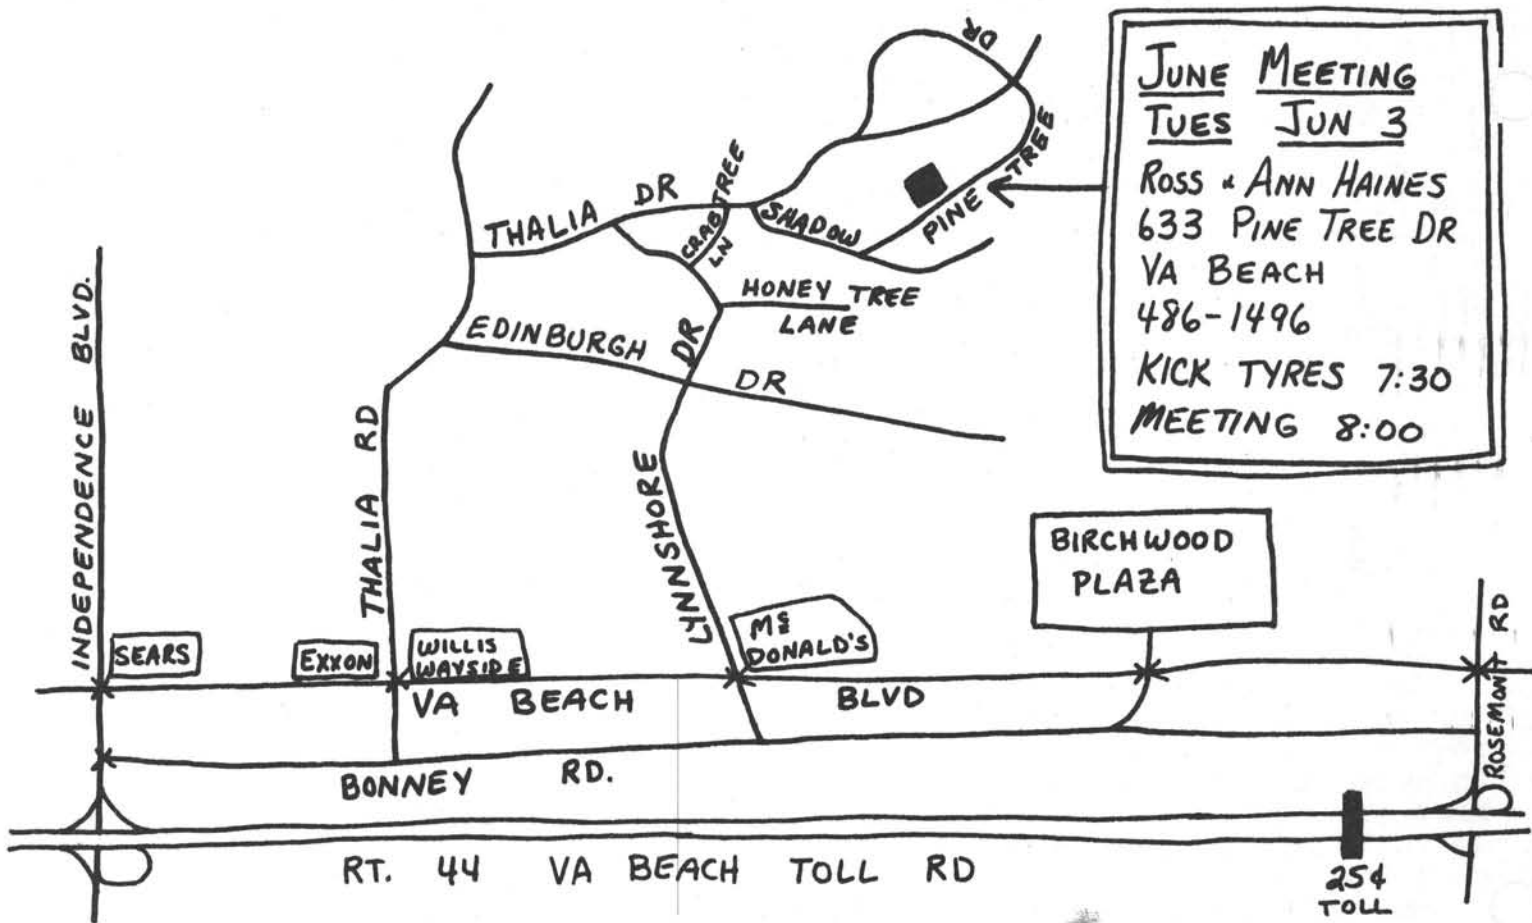 JUNE MEETING
TUES JUN 3
ROSS & ANN HAINES
633 PINE TREE DR
VA BEACH
486-1496
KICK TYRES 7:30
MEETING 8:00
DR
PINE TREE
THALIA DR
CRABTREE
LN
SHADOW
HONEY TREE
LANE
EDINBURGH DR
LYNNSHORE DR
THALIA RD
INDEPENDENCE BLVD.
BIRCHWOOD
PLAZA
SEARS
EXXON
WILLIS
WAYSIDE
Mc
DONALD'S
VA BEACH BLVD
ROSEMONT RD
BONNEY RD.
RT. 44 VA BEACH TOLL RD
25¢
TOLL